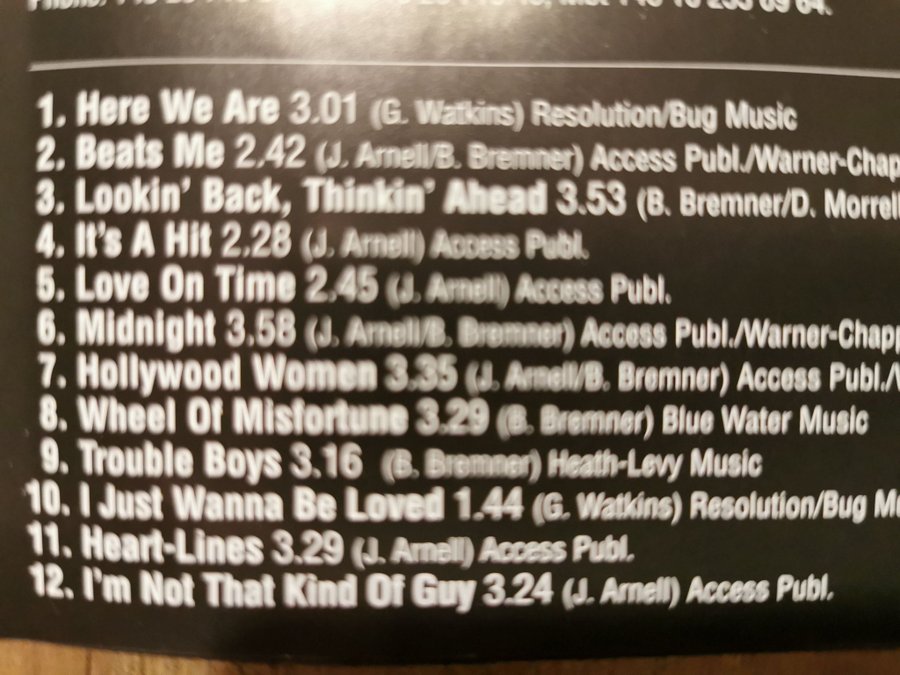 1. Here We Are 3.01 (G. Watkins) Resolution/Bug Music
2. Beats Me 2.42 (J. Arnell/B. Bremner) Access Publ./Warner-Chap
3. Lookin' Back, Thinkin' Ahead 3.53 (B. Bremner/D. Morrell
4. It's A Hit 2.28 (J. Arnell) Access Publ.
5. Love On Time 2.45 (J. Arnell) Access Publ.
6. Midnight 3.58 (J. Arnell/B. Bremner) Access Publ./Warner-Chapp
7. Hollywood Women 3.35 (J. Arnell/B. Bremner) Access Publ./
8. Wheel Of Misfortune 3.29 (B. Bremner) Blue Water Music
9. Trouble Boys 3.16 (B. Bremner) Heath-Levy Music
10. I Just Wanna Be Loved 1.44 (G. Watkins) Resolution/Bug Mu
11. Heart-Lines 3.29 (J. Arnell) Access Publ.
12. I'm Not That Kind Of Guy 3.24 (J. Arnell) Access Publ.